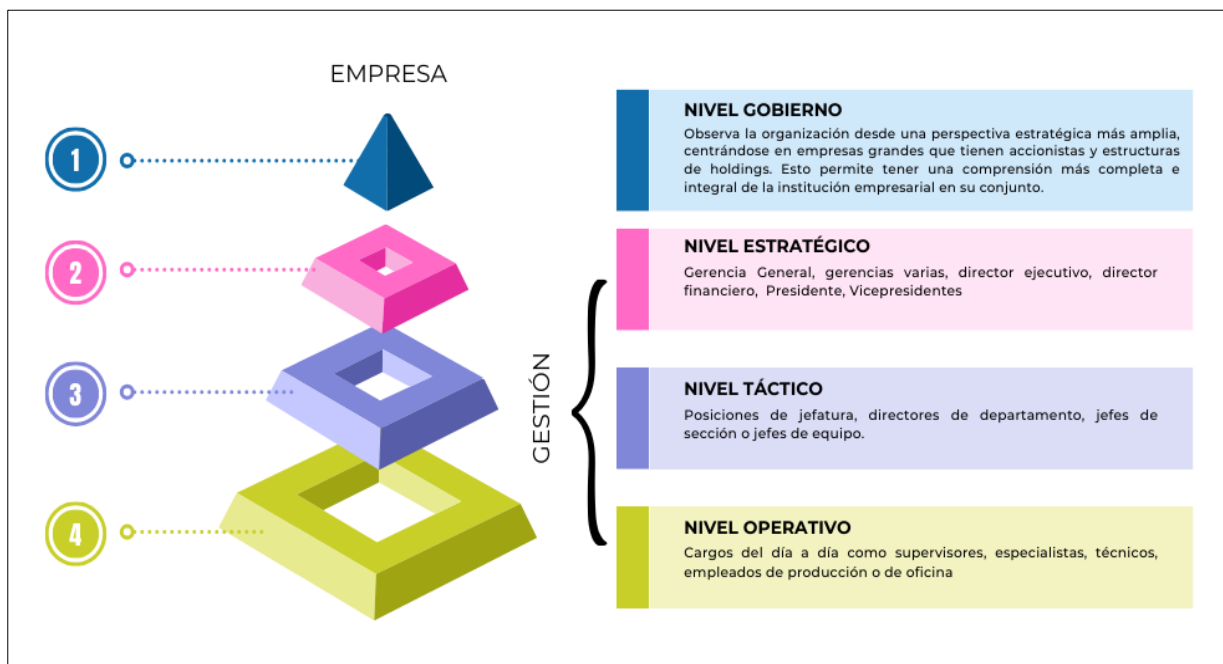 EMPRESA
1
NIVEL GOBIERNO
Observa la organización desde una perspectiva estratégica más amplia,
centrándose en empresas grandes que tienen accionistas y estructuras
de holdings. Esto permite tener una comprensión más completa e
integral de la institución empresarial en su conjunto.
2
NIVEL ESTRATÉGICO
Gerencia General, gerencias varias, director ejecutivo, director
financiero, Presidente, Vicepresidentes
GESTIÓN
3
NIVEL TÁCTICO
Posiciones de jefatura, directores de departamento, jefes de
sección o jefes de equipo.
4
NIVEL OPERATIVO
Cargos del día a día como supervisores, especialistas, técnicos,
empleados de producción o de oficina